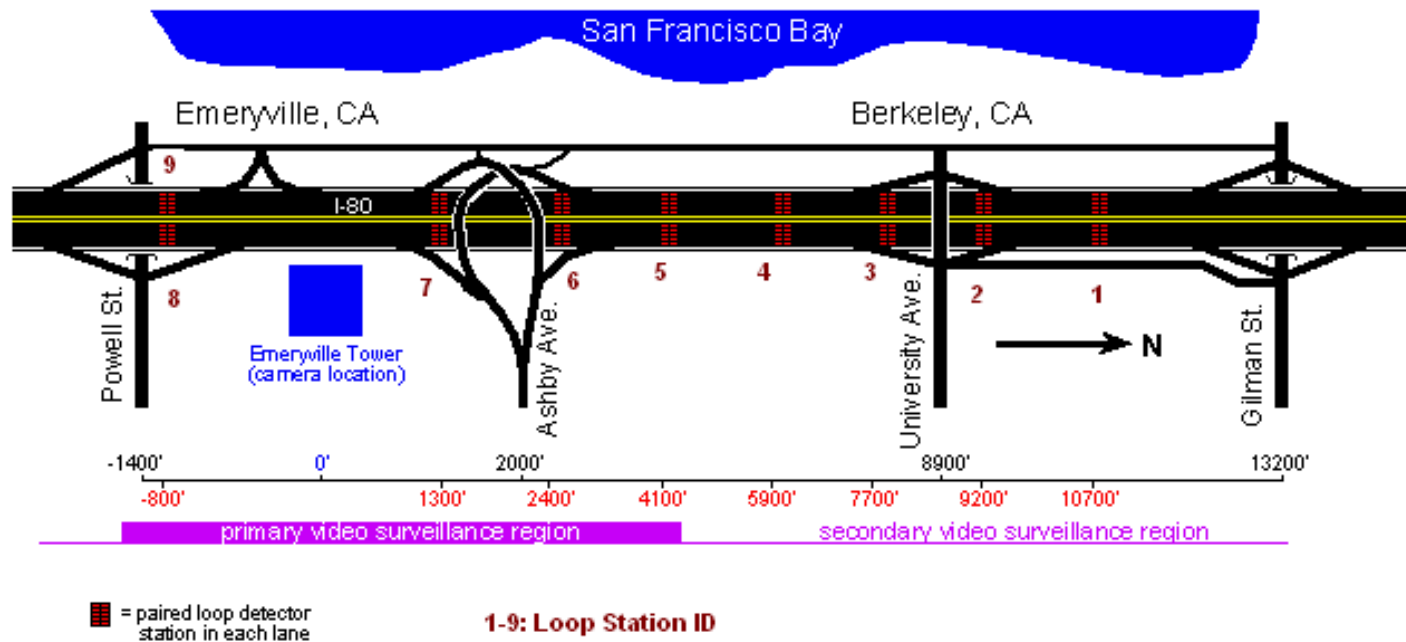 San Francisco Bay
Emeryville, CA
Berkeley, CA
9
I-80
7
6
5
4
3
2
1
8
N
Powell St.
Emeryville Tower
(camera location)
Ashby Ave.
University Ave.
Gilman St.
-1400'
0'
2000'
8900'
13200'
-800'
1300'
2400'
4100'
5900'
7700'
9200'
10700'
primary video surveillance region
secondary video surveillance region
= paired loop detector
station in each lane
1-9: Loop Station ID